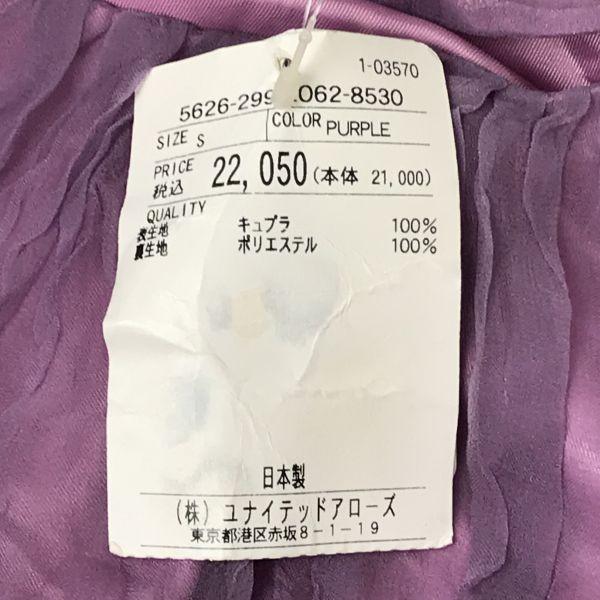 1-03570
5626-299 1062-8530
SIZE S COLOR PURPLE
PRICE
税込 22,050 (本体 21,000)
QUALITY
表生地 キュプラ 100%
裏生地 ポリエステル 100%
日本製
(株) ユナイテッドアローズ
東京都港区赤坂8-1-19